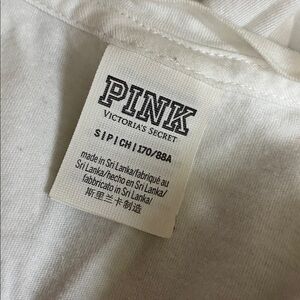 PINK
VICTORIA'S SECRET
S|P|CH|170/88A
made in Sri Lanka/fabriqué au
Sri Lanka/hecho en Sri Lanka/
fabbricato in Sri Lanka/
斯里兰卡制造